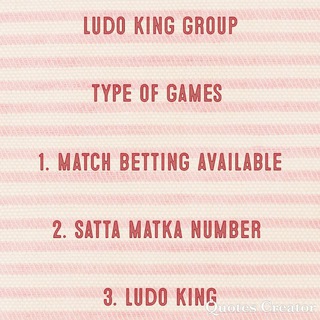 LUDO KING GROUP
TYPE OF GAMES
1. MATCH BETTING AVAILABLE
2. SATTA MATKA NUMBER
3. LUDO KING
Quotes Creator